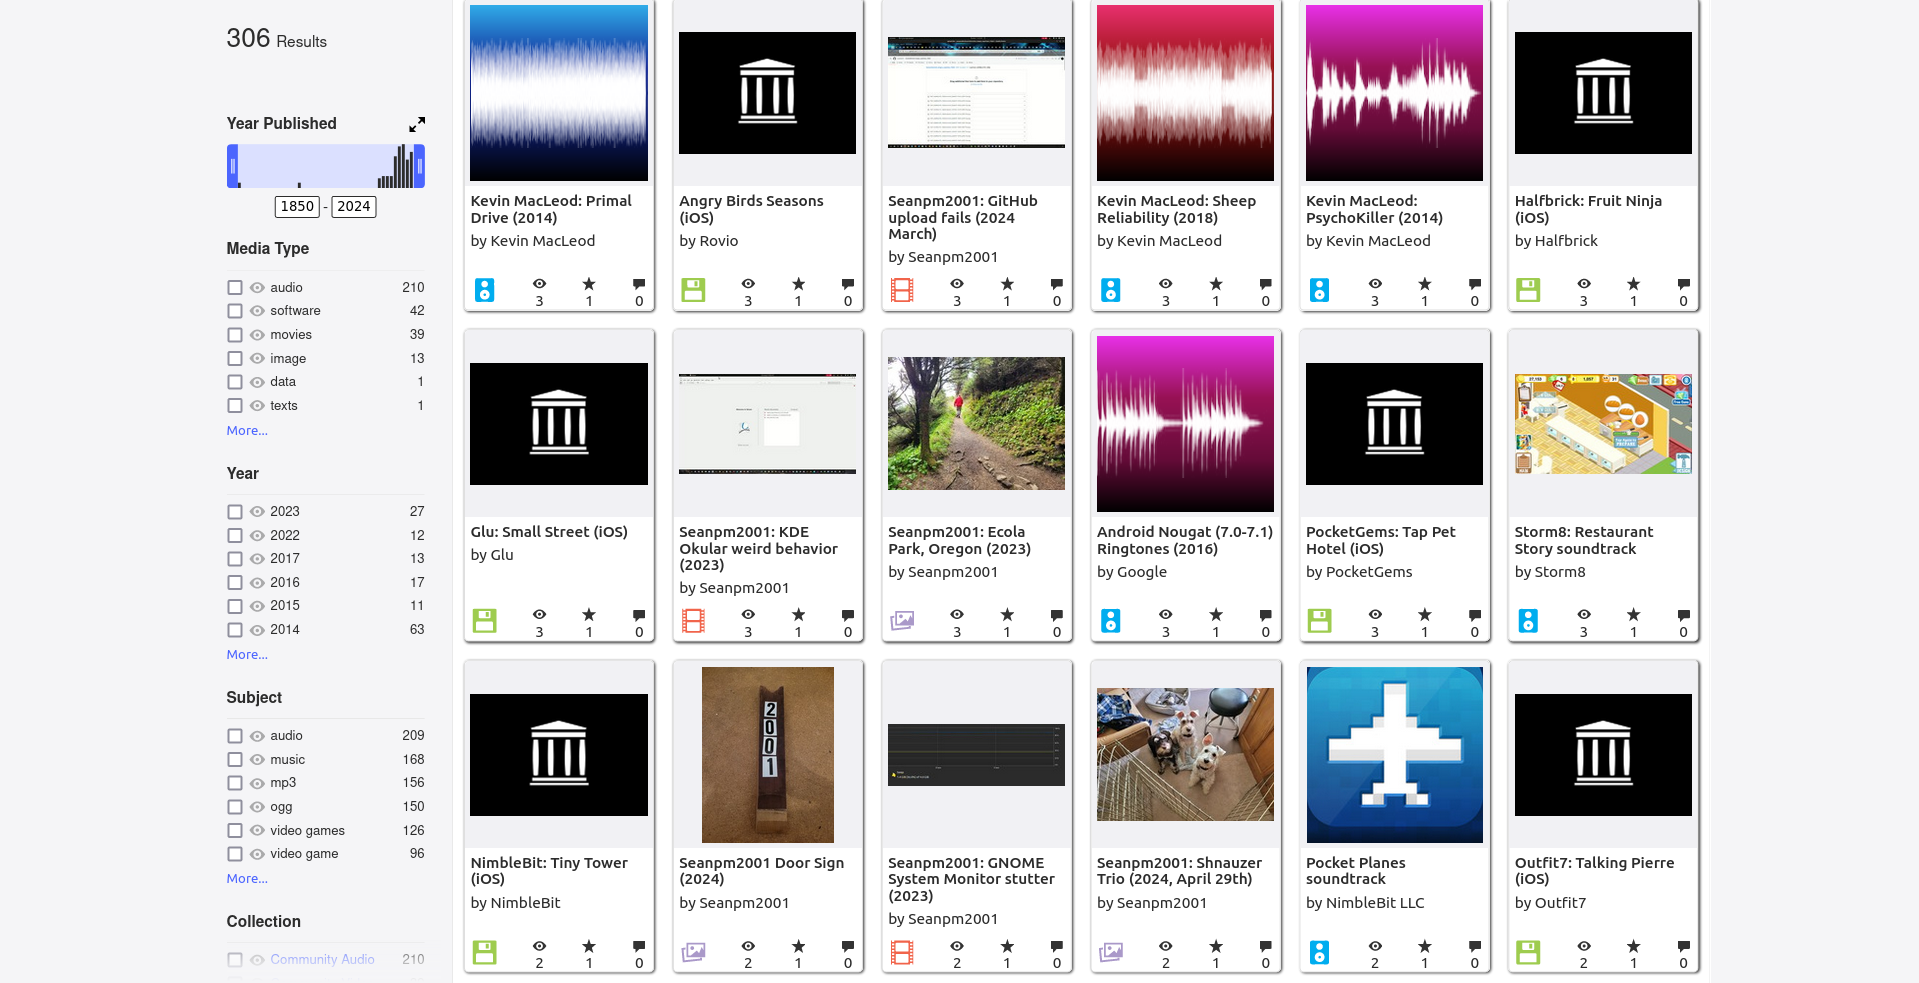 306 Results
Year Published
1850 - 2024
Media Type
audio 210
software 42
movies 39
image 13
data 1
texts 1
More...
Year
2023 27
2022 12
2017 13
2016 17
2015 11
2014 63
More...
Subject
audio 209
music 168
mp3 156
ogg 150
video games 126
video game 96
More...
Collection
Community Audio 210
Kevin MacLeod: Primal
Drive (2014)
by Kevin MacLeod
3 1 0
Angry Birds Seasons
(iOS)
by Rovio
3 1 0
Seanpm2001: GitHub
upload fails (2024
March)
by Seanpm2001
3 1 0
Kevin MacLeod: Sheep
Reliability (2018)
by Kevin MacLeod
3 1 0
Kevin MacLeod:
PsychoKiller (2014)
by Kevin MacLeod
3 1 0
Halfbrick: Fruit Ninja
(iOS)
by Halfbrick
3 1 0
Glu: Small Street (iOS)
by Glu
3 1 0
Seanpm2001: KDE
Okular weird behavior
(2023)
by Seanpm2001
3 1 0
Seanpm2001: Ecola
Park, Oregon (2023)
by Seanpm2001
3 1 0
Android Nougat (7.0-7.1)
Ringtones (2016)
by Google
3 1 0
PocketGems: Tap Pet
Hotel (iOS)
by PocketGems
3 1 0
Storm8: Restaurant
Story soundtrack
by Storm8
3 1 0
NimbleBit: Tiny Tower
(iOS)
by NimbleBit
2 1 0
2001
Seanpm2001 Door Sign
(2024)
by Seanpm2001
2 1 0
Seanpm2001: GNOME
System Monitor stutter
(2023)
by Seanpm2001
2 1 0
Seanpm2001: Shnauzer
Trio (2024, April 29th)
by Seanpm2001
2 1 0
Pocket Planes
soundtrack
by NimbleBit LLC
2 1 0
Outfit7: Talking Pierre
(iOS)
by Outfit7
2 1 0